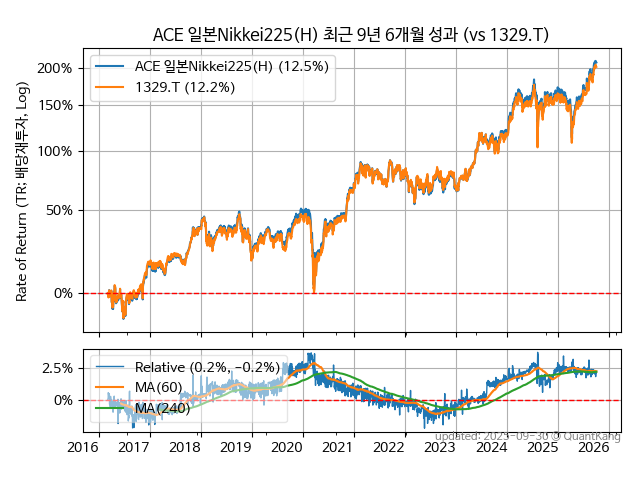 ACE 일본Nikkei225(H) 최근 9년 6개월 성과 (vs 1329.T)
Rate of Return (TR: 배당재투자, Log)
200%
150%
100%
50%
0%
ACE 일본Nikkei225(H) (12.5%)
1329.T (12.2%)
2.5%
0%
Relative (0.2%, −0.2%)
MA(60)
MA(240)
2016 2017 2018 2019 2020 2021 2022 2023 2024 2025 2026
updated: 2025-09-30 © QuantKang